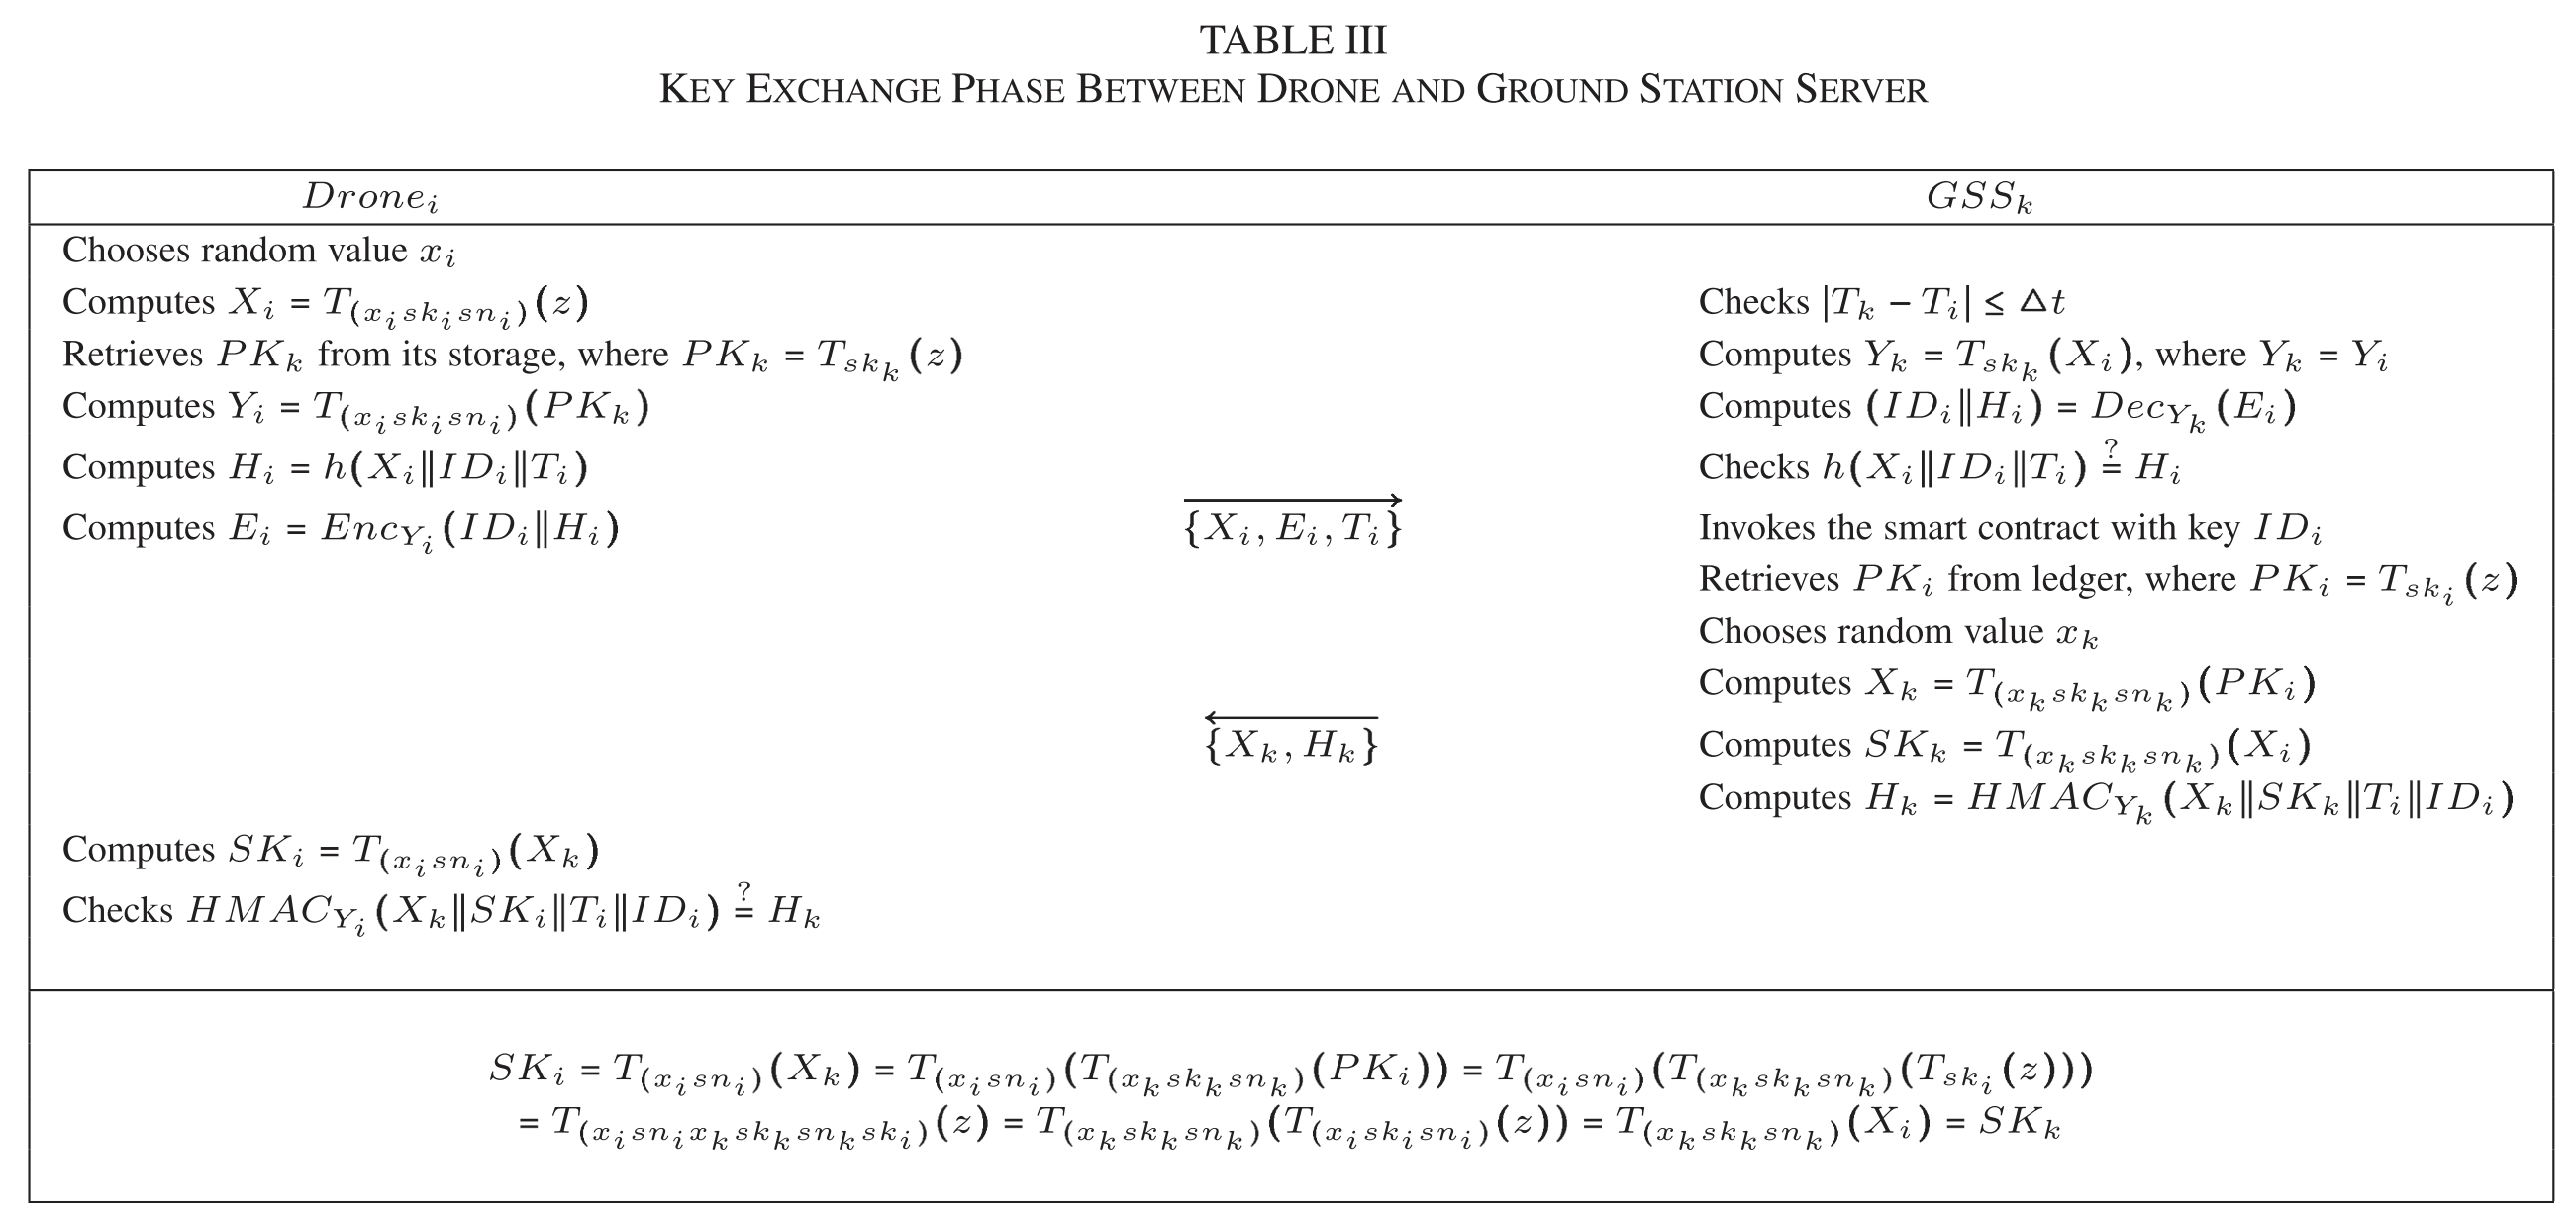 TABLE III
KEY EXCHANGE PHASE BETWEEN DRONE AND GROUND STATION SERVER
Drone_i
GSS_k
Chooses random value x_i
Computes X_i = T_(x_i sk_i sn_i)(z)
Retrieves PK_k from its storage, where PK_k = T_{sk_k}(z)
Computes Y_i = T_(x_i sk_i sn_i)(PK_k)
Computes H_i = h(X_i‖ID_i‖T_i)
Computes E_i = Enc_{Y_i}(ID_i‖H_i)
→
{X_i, E_i, T_i}
Checks |T_k − T_i| ≤ △t
Computes Y_k = T_{sk_k}(X_i), where Y_k = Y_i
Computes (ID_i‖H_i) = Dec_{Y_k}(E_i)
Checks h(X_i‖ID_i‖T_i) ≟ H_i
Invokes the smart contract with key ID_i
Retrieves PK_i from ledger, where PK_i = T_{sk_i}(z)
Chooses random value x_k
Computes X_k = T_(x_k sk_k sn_k)(PK_i)
Computes SK_k = T_(x_k sk_k sn_k)(X_i)
Computes H_k = HMAC_{Y_k}(X_k‖SK_k‖T_i‖ID_i)
←
{X_k, H_k}
Computes SK_i = T_(x_i sn_i)(X_k)
Checks HMAC_{Y_i}(X_k‖SK_i‖T_i‖ID_i) ≟ H_k
SK_i = T_(x_i sn_i)(X_k) = T_(x_i sn_i)(T_(x_k sk_k sn_k)(PK_i)) = T_(x_i sn_i)(T_(x_k sk_k sn_k)(T_{sk_i}(z)))
= T_(x_i sn_i x_k sk_k sn_k sk_i)(z) = T_(x_k sk_k sn_k)(T_(x_i sk_i sn_i)(z)) = T_(x_k sk_k sn_k)(X_i) = SK_k